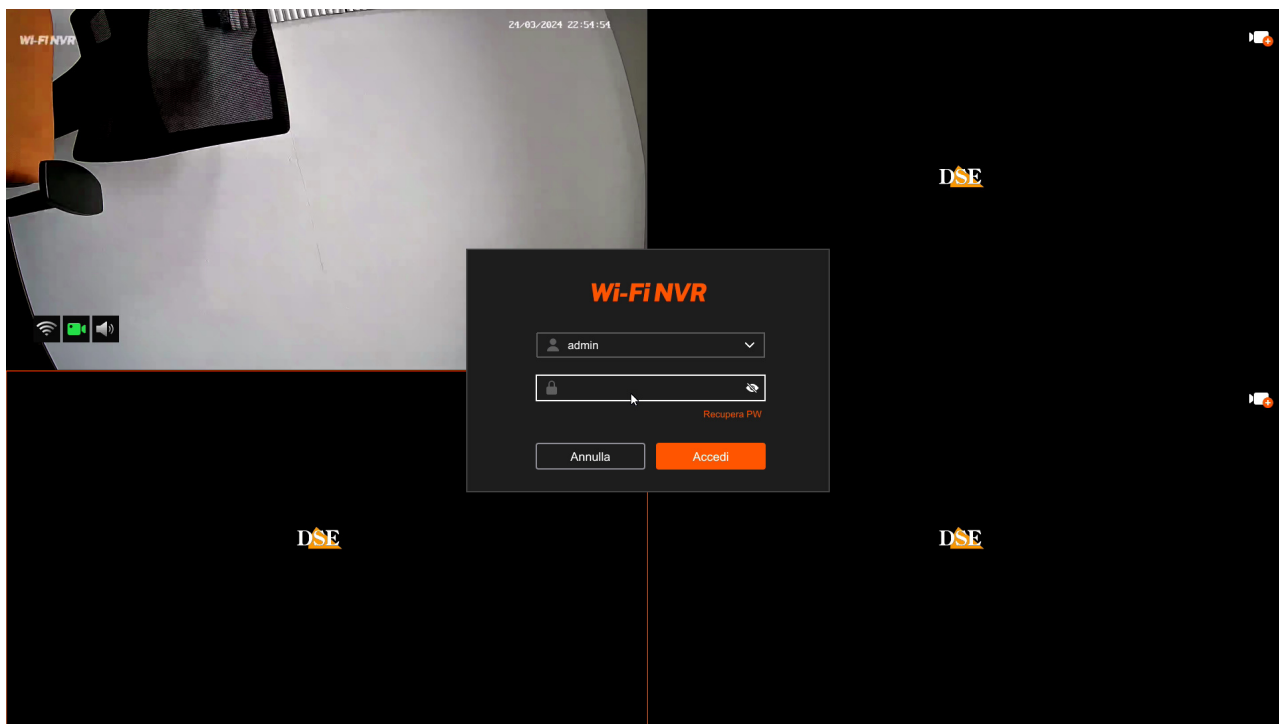 24/03/2024 22:54:54
Wi-Fi NVR
DSE
Wi-Fi NVR
admin
Recupera PW
Annulla
Accedi
DSE
DSE